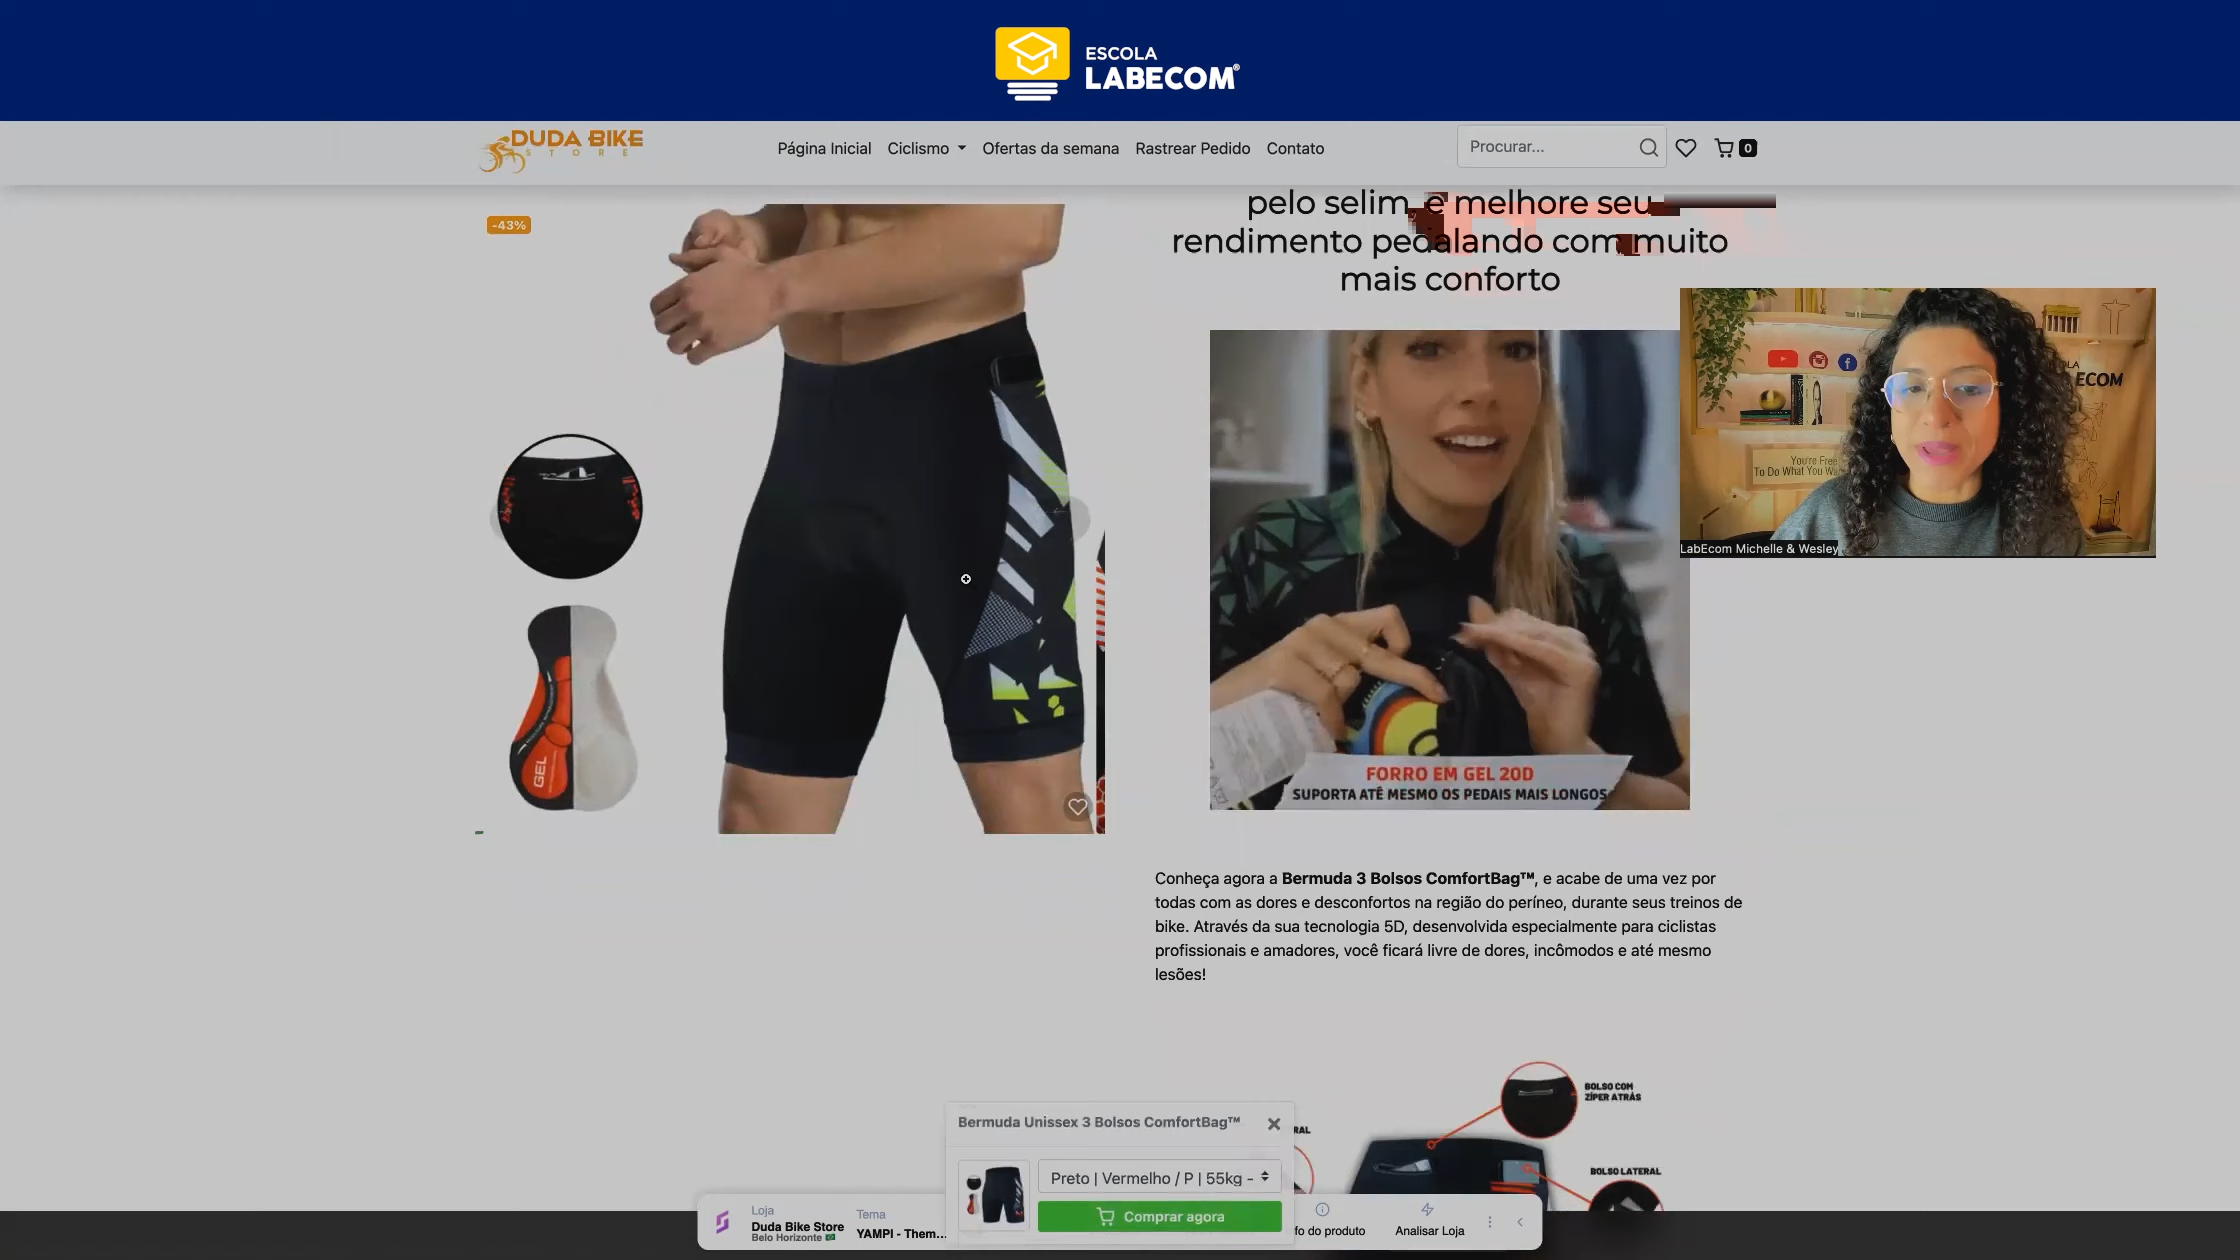 ESCOLA
LABECOM®
DUDA BIKE
STORE
Página Inicial
Ciclismo
Ofertas da semana
Rastrear Pedido
Contato
Procurar...
0
-43%
pelo selim, e melhore seu
rendimento pedalando com muito
mais conforto
ECOM
You're Free
To Do What You Wa
LabEcom Michelle & Wesley
GEL
FORRO EM GEL 20D
SUPORTA ATÉ MESMO OS PEDAIS MAIS LONGOS
Conheça agora a Bermuda 3 Bolsos ComfortBag™, e acabe de uma vez por
todas com as dores e desconfortos na região do períneo, durante seus treinos de
bike. Através da sua tecnologia 5D, desenvolvida especialmente para ciclistas
profissionais e amadores, você ficará livre de dores, incômodos e até mesmo
lesões!
BOLSO COM
ZÍPER ATRÁS
RAL
BOLSO LATERAL
Bermuda Unissex 3 Bolsos ComfortBag™
Preto | Vermelho / P | 55kg -
Comprar agora
Loja
Duda Bike Store
Belo Horizonte
Tema
YAMPI - Them...
fo do produto
Analisar Loja